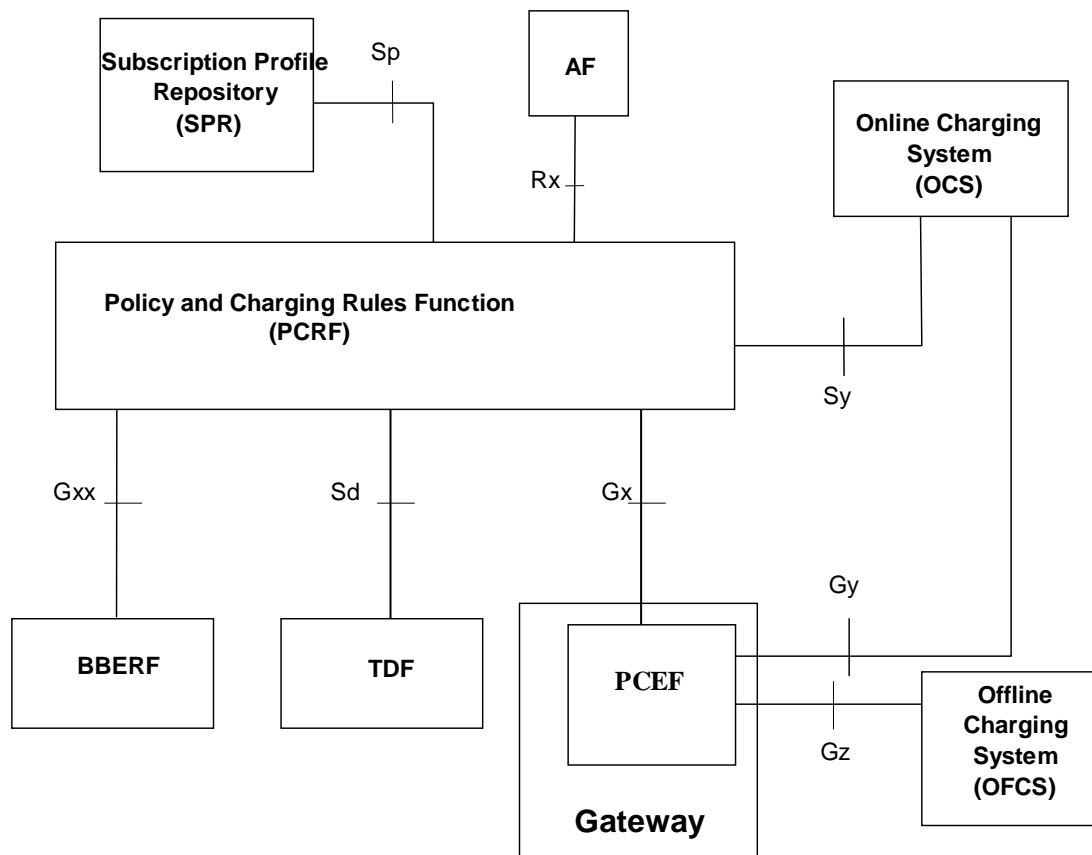 Subscription Profile
Repository
(SPR)
Sp
AF
Online Charging
System
(OCS)
Rx
Policy and Charging Rules Function
(PCRF)
Sy
Gxx
Sd
Gx
Gy
BBERF
TDF
PCEF
Gz
Offline
Charging
System
(OFCS)
Gateway